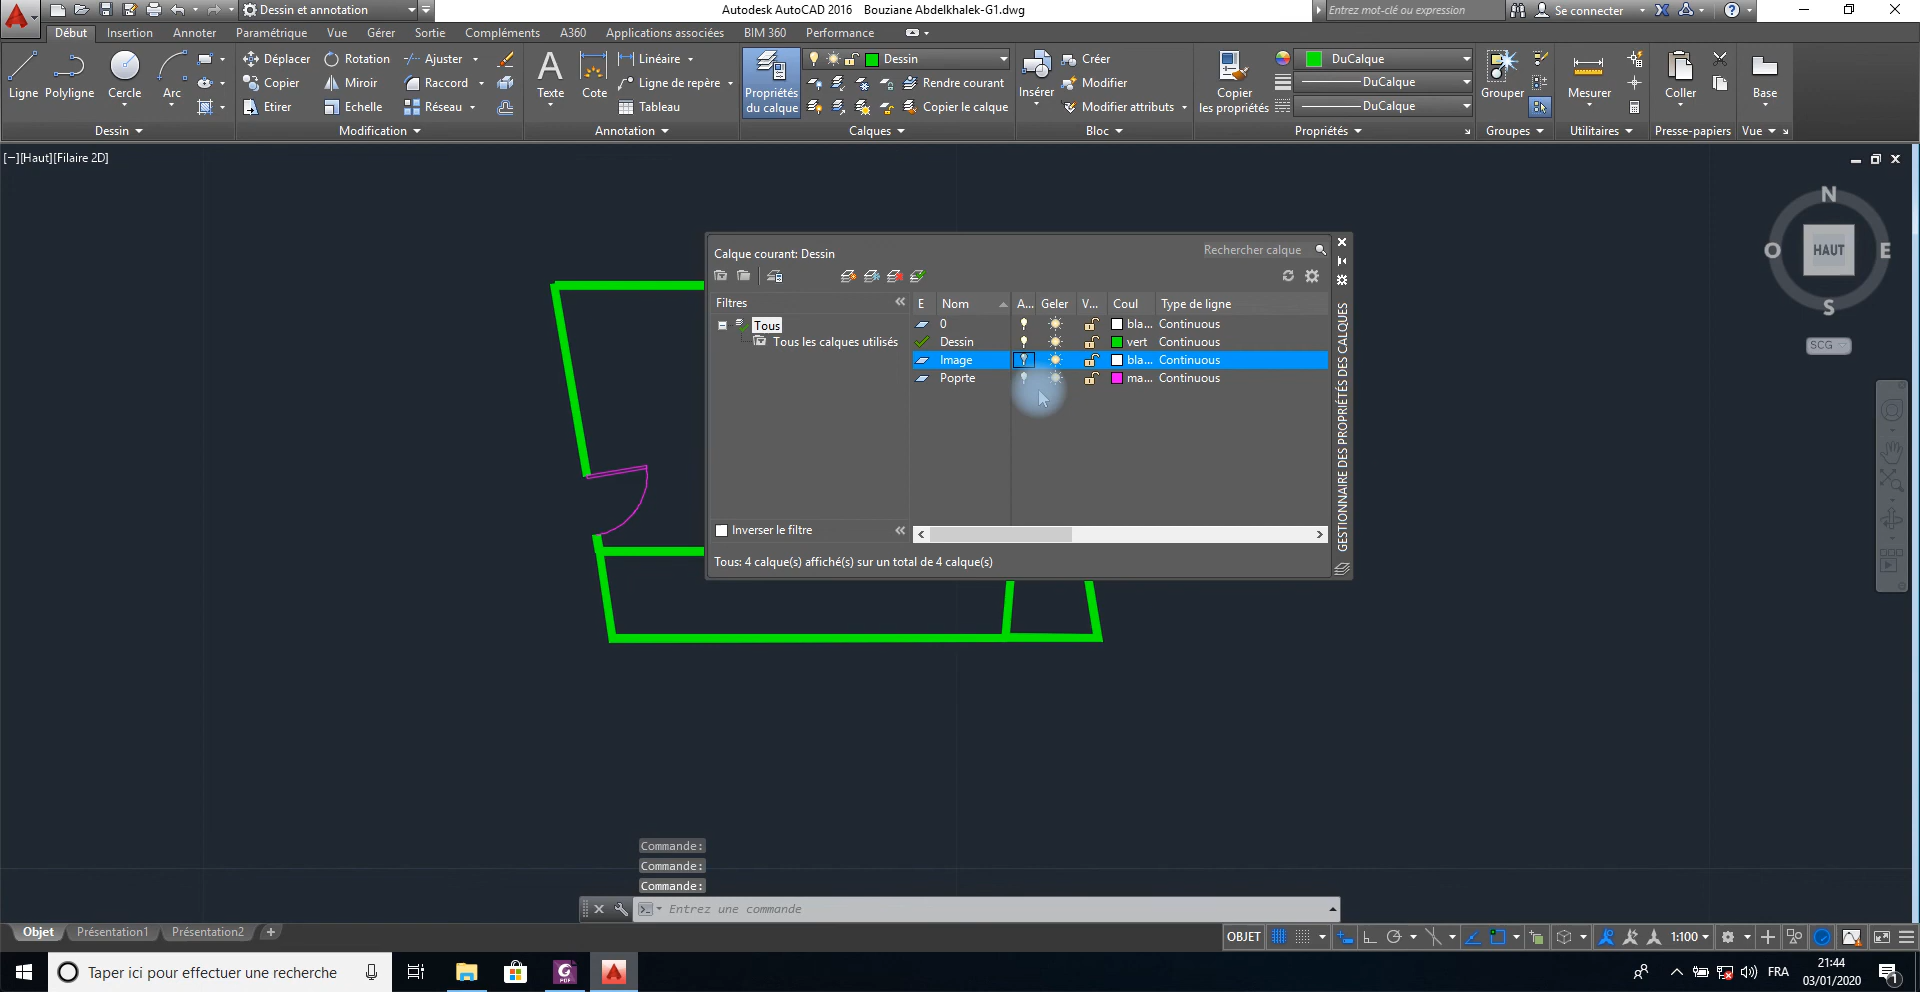 Dessin et annotation
Autodesk AutoCAD 2016 Bouziane Abdelkhalek-G1.dwg
Entrez mot-clé ou expression
Se connecter
Début Insertion Annoter Paramétrique Vue Gérer Sortie Compléments A360 Applications associées BIM 360 Performance
Ligne Polyligne Cercle Arc
Déplacer Rotation Ajuster
Copier Miroir Raccord
Etirer Echelle Réseau
Texte Cote
Linéaire
Ligne de repère
Tableau
Propriétés
du calque
Dessin
Rendre courant
Copier le calque
Insérer
Créer
Modifier
Modifier attributs
Copier
les propriétés
DuCalque
DuCalque
DuCalque
Grouper
Mesurer
Coller
Base
Dessin Modification Annotation Calques Bloc Propriétés Groupes Utilitaires Presse-papiers Vue
[−][Haut][Filaire 2D]
N
O HAUT E
S
SCG
Calque courant: Dessin
Rechercher calque
Filtres
Tous
Tous les calques utilisés
E Nom A... Geler V... Coul Type de ligne
0 bla... Continuous
Dessin vert Continuous
Image bla... Continuous
Poprte ma... Continuous
Inverser le filtre
Tous: 4 calque(s) affiché(s) sur un total de 4 calque(s)
GESTIONNAIRE DES PROPRIÉTÉS DES CALQUES
Commande:
Commande:
Commande:
Entrez une commande
Objet Présentation1 Présentation2 +
OBJET
1:100
Taper ici pour effectuer une recherche
PDF
FRA
21:44
03/01/2020
1